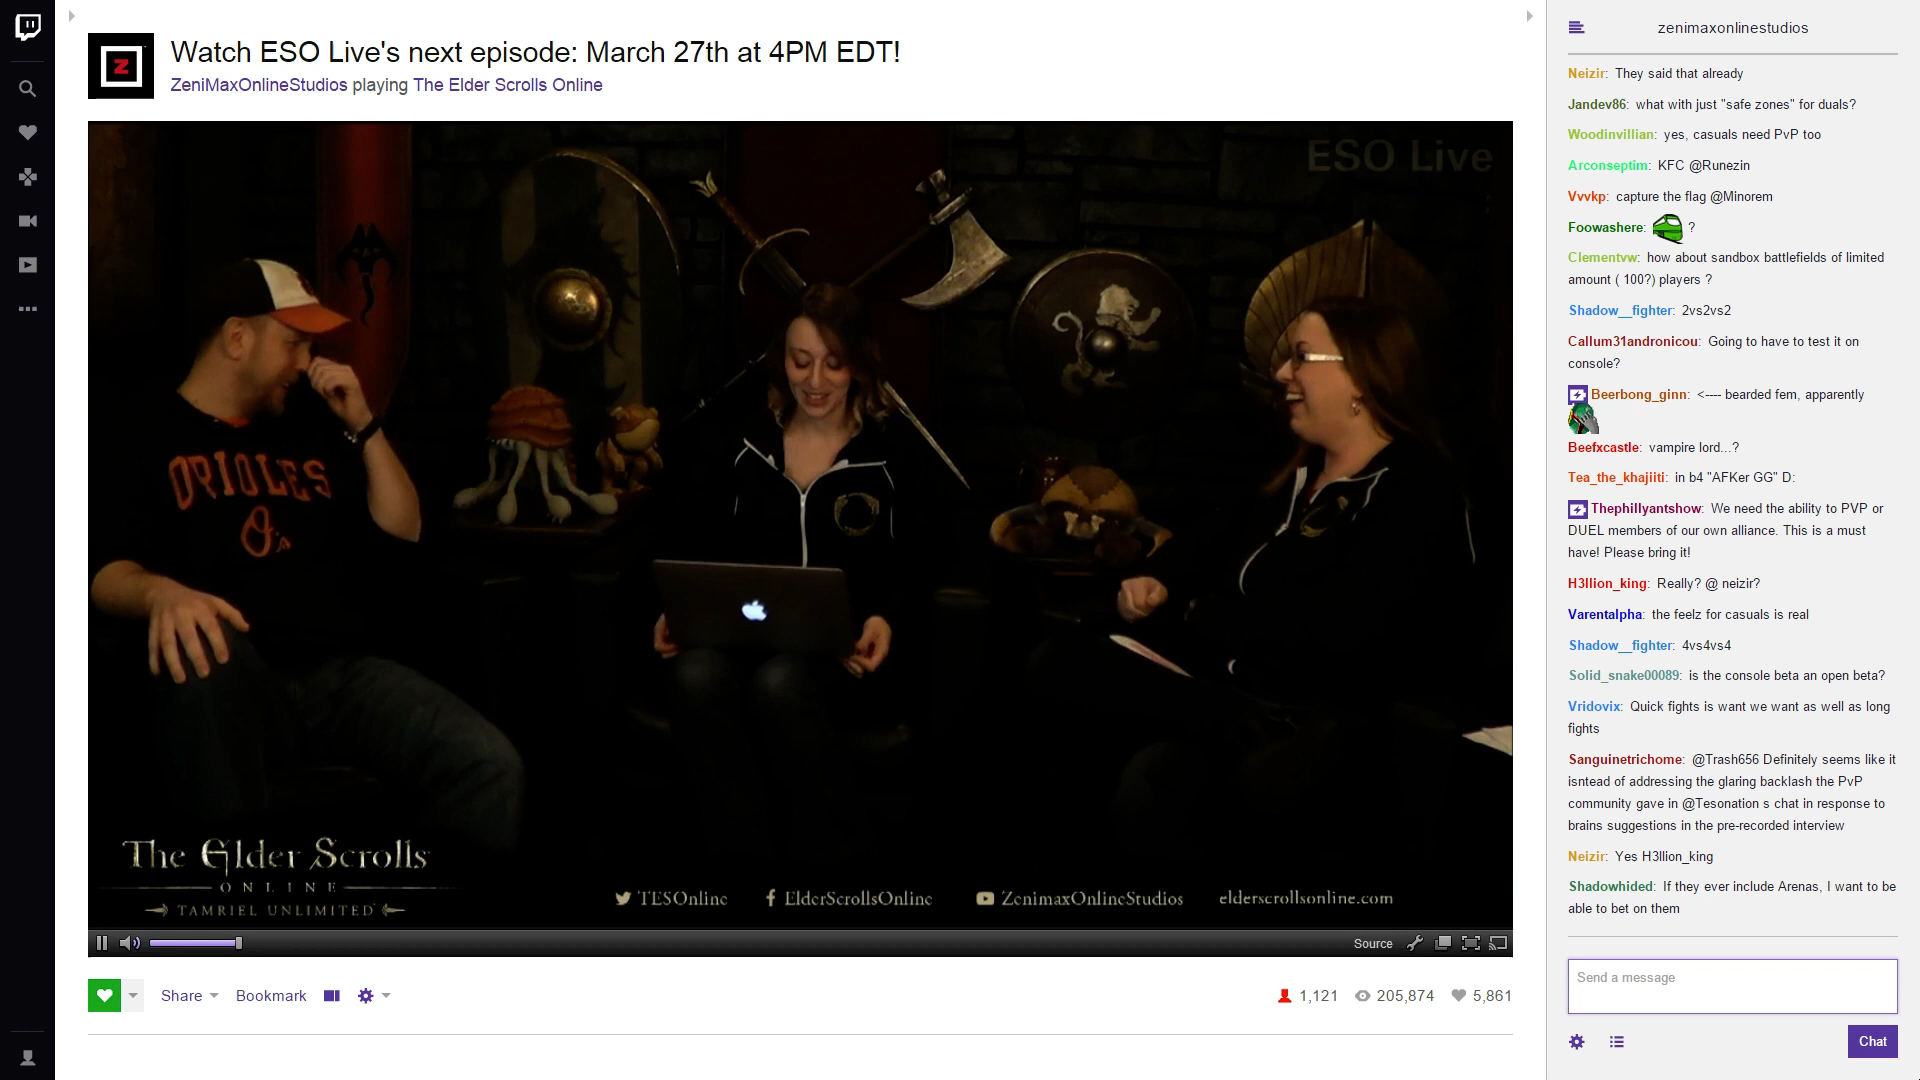 Watch ESO Live's next episode: March 27th at 4PM EDT!
ZeniMaxOnlineStudios playing The Elder Scrolls Online
Z
ESO Live
ORIOLES
O's
The Elder Scrolls
ONLINE
TAMRIEL UNLIMITED
TESOnline
ElderScrollsOnline
ZenimaxOnlineStudios
elderscrollsonline.com
Source
Share
Bookmark
1,121
205,874
5,861
zenimaxonlinestudios
Neizir: They said that already
Jandev86: what with just "safe zones" for duals?
Woodinvillian: yes, casuals need PvP too
Arconseptim: KFC @Runezin
Vvvkp: capture the flag @Minorem
Foowashere: ?
Clementvw: how about sandbox battlefields of limited
amount ( 100?) players ?
Shadow__fighter: 2vs2vs2
Callum31andronicou: Going to have to test it on
console?
Beerbong_ginn: <---- bearded fem, apparently
Beefxcastle: vampire lord...?
Tea_the_khajiiti: in b4 "AFKer GG" D:
Thephillyantshow: We need the ability to PVP or
DUEL members of our own alliance. This is a must
have! Please bring it!
H3llion_king: Really? @ neizir?
Varentalpha: the feelz for casuals is real
Shadow__fighter: 4vs4vs4
Solid_snake00089: is the console beta an open beta?
Vridovix: Quick fights is want we want as well as long
fights
Sanguinetrichome: @Trash656 Definitely seems like it
isntead of addressing the glaring backlash the PvP
community gave in @Tesonation s chat in response to
brains suggestions in the pre-recorded interview
Neizir: Yes H3llion_king
Shadowhided: If they ever include Arenas, I want to be
able to bet on them
Send a message
Chat